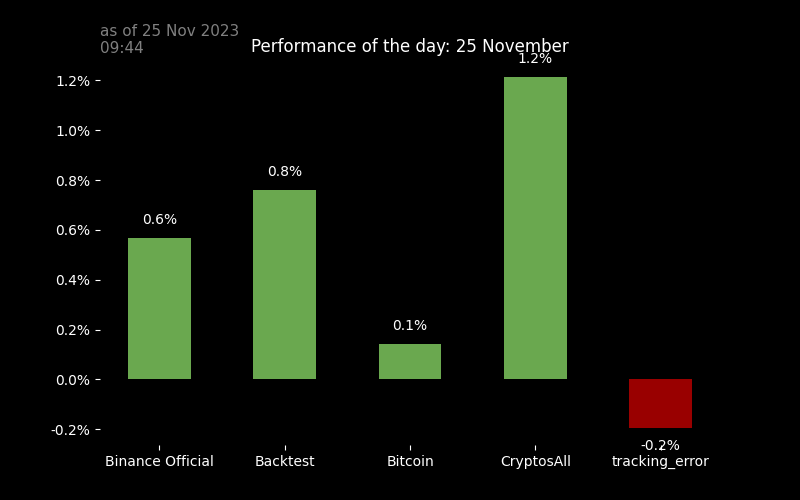 as of 25 Nov 2023
09:44
Performance of the day: 25 November
1.2%
1.0%
0.8%
0.6%
0.4%
0.2%
0.0%
-0.2%
0.6%
0.8%
0.1%
1.2%
-0.2%
Binance Official
Backtest
Bitcoin
CryptosAll
tracking_error